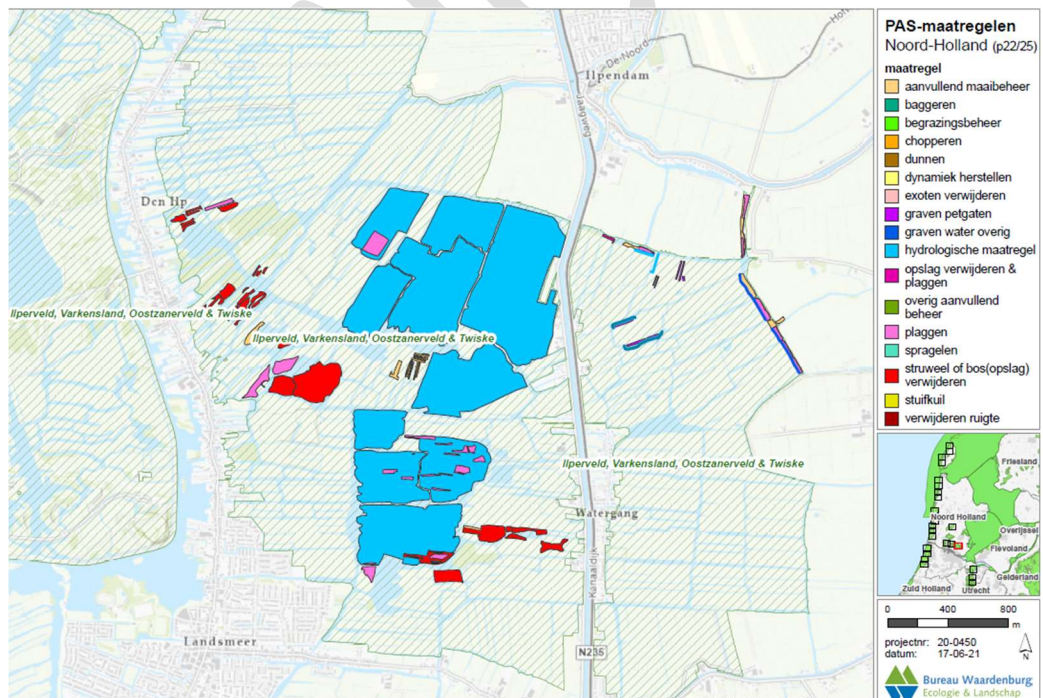 PAS-maatregelen
Noord-Holland (p22/25)
maatregel
aanvullend maaibeheer
baggeren
begrazingsbeheer
chopperen
dunnen
dynamiek herstellen
exoten verwijderen
graven petgaten
graven water overig
hydrologische maatregel
opslag verwijderen &
plaggen
overig aanvullend
beheer
plaggen
spragelen
struweel of bos(opslag)
verwijderen
stuifkuil
verwijderen ruigte
De-Noord
Ilpendam
Jaagweg
Den Ilp
Ilperveld, Varkensland, Oostzanerveld & Twiske
Ilperveld, Varkensland, Oostzanerveld & Twiske
Ilperveld, Varkensland, Oostzanerveld & Twiske
Watergang
Kanaaldijk
Landsmeer
N235
Friesland
Noord Holland
Overijssel
Flevoland
Gelderland
Zuid Holland
Utrecht
0 400 800
m
projectnr: 20-0450
datum: 17-06-21
N
Bureau Waardenburg
Ecologie & Landschap